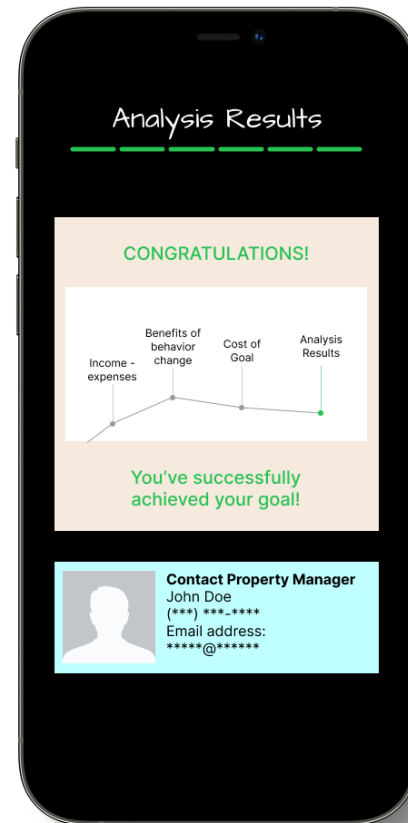 Analysis Results
CONGRATULATIONS!
Income -
expenses
Benefits of
behavior
change
Cost of
Goal
Analysis
Results
You've successfully
achieved your goal!
Contact Property Manager
John Doe
(***) ***-****
Email address:
*****@******